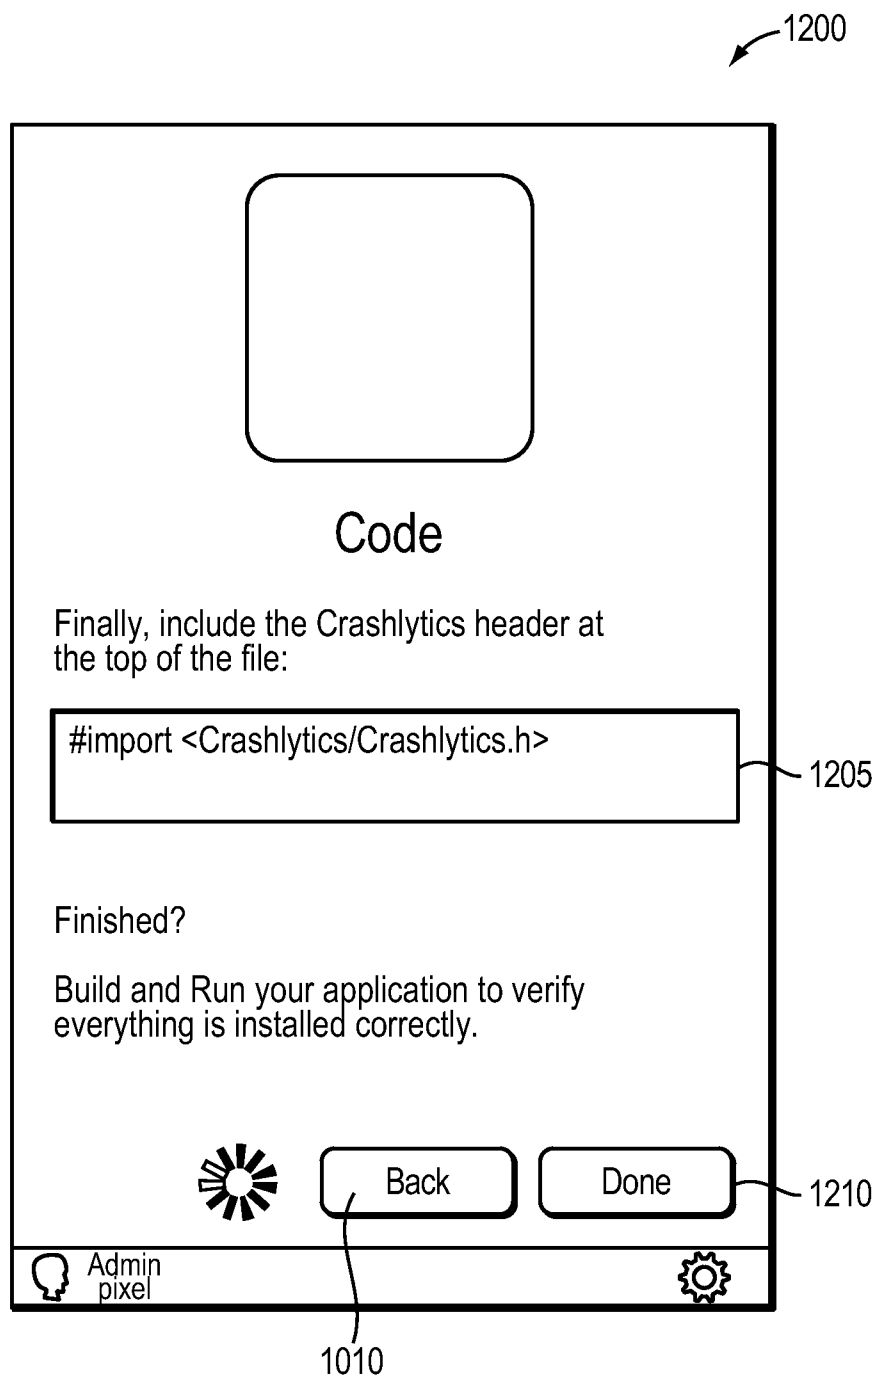 1200
Code
Finally, include the Crashlytics header at
the top of the file:
#import <Crashlytics/Crashlytics.h>
1205
Finished?
Build and Run your application to verify
everything is installed correctly.
Back
Done
1210
Admin
pixel
1010